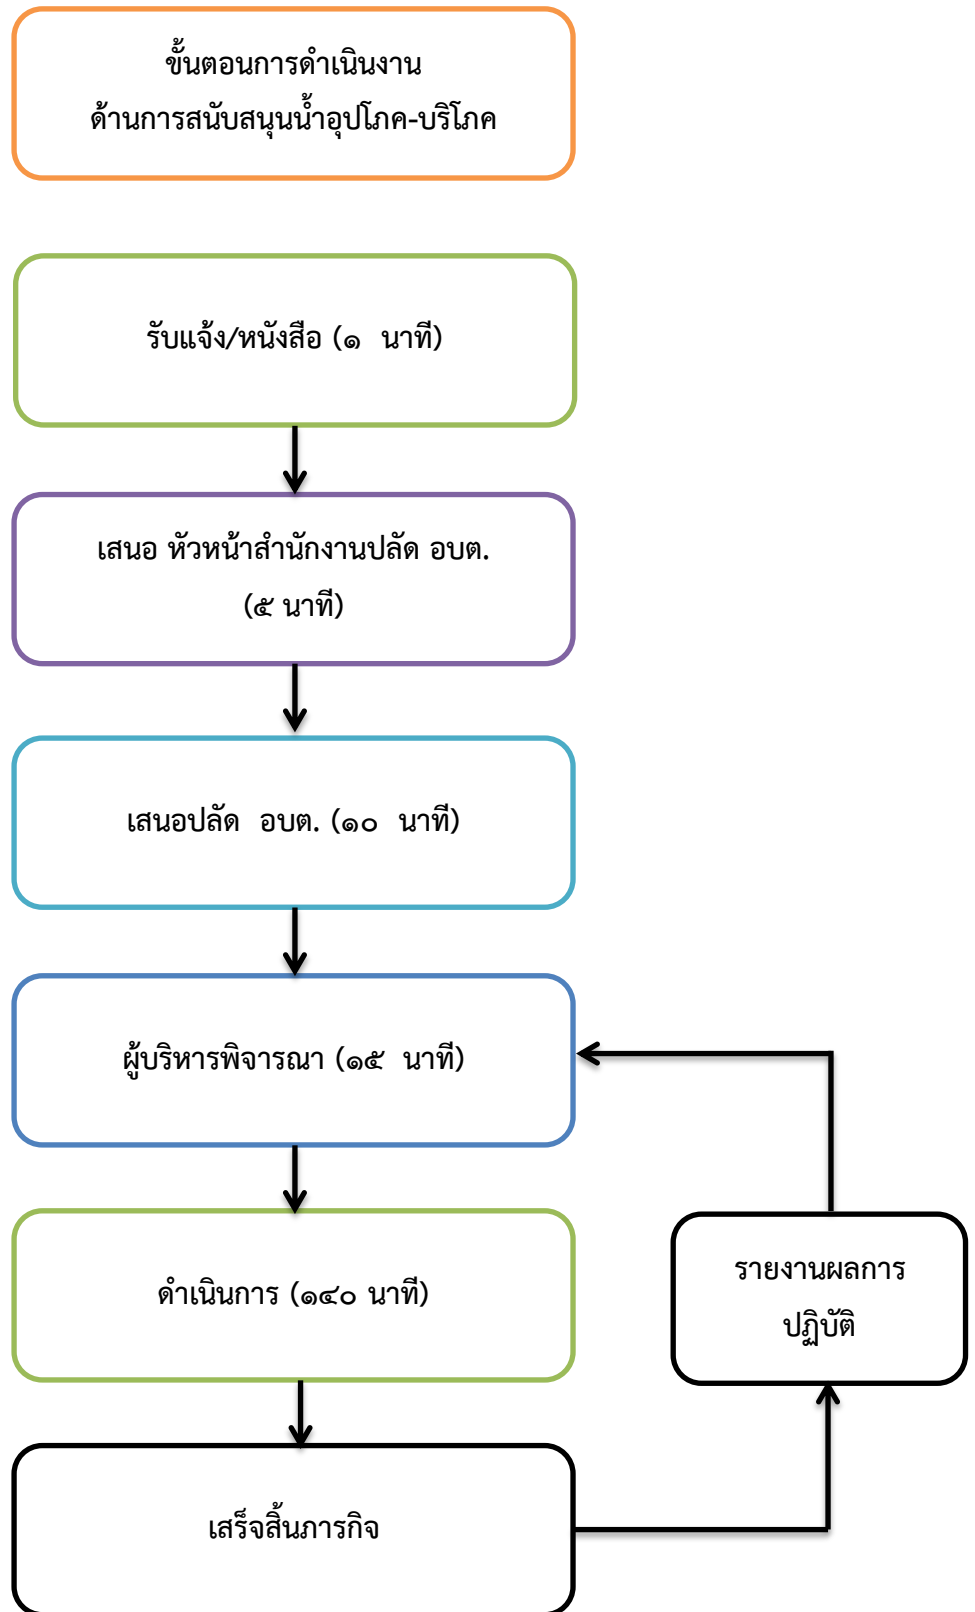 ขั้นตอนการดำเนินงาน
ด้านการสนับสนุนน้ำอุปโภค-บริโภค
รับแจ้ง/หนังสือ (๑ นาที)
เสนอ หัวหน้าสำนักงานปลัด อบต.
(๕ นาที)
เสนอปลัด อบต. (๑๐ นาที)
ผู้บริหารพิจารณา (๑๕ นาที)
ดำเนินการ (๑๔๐ นาที)
รายงานผลการ
ปฏิบัติ
เสร็จสิ้นภารกิจ